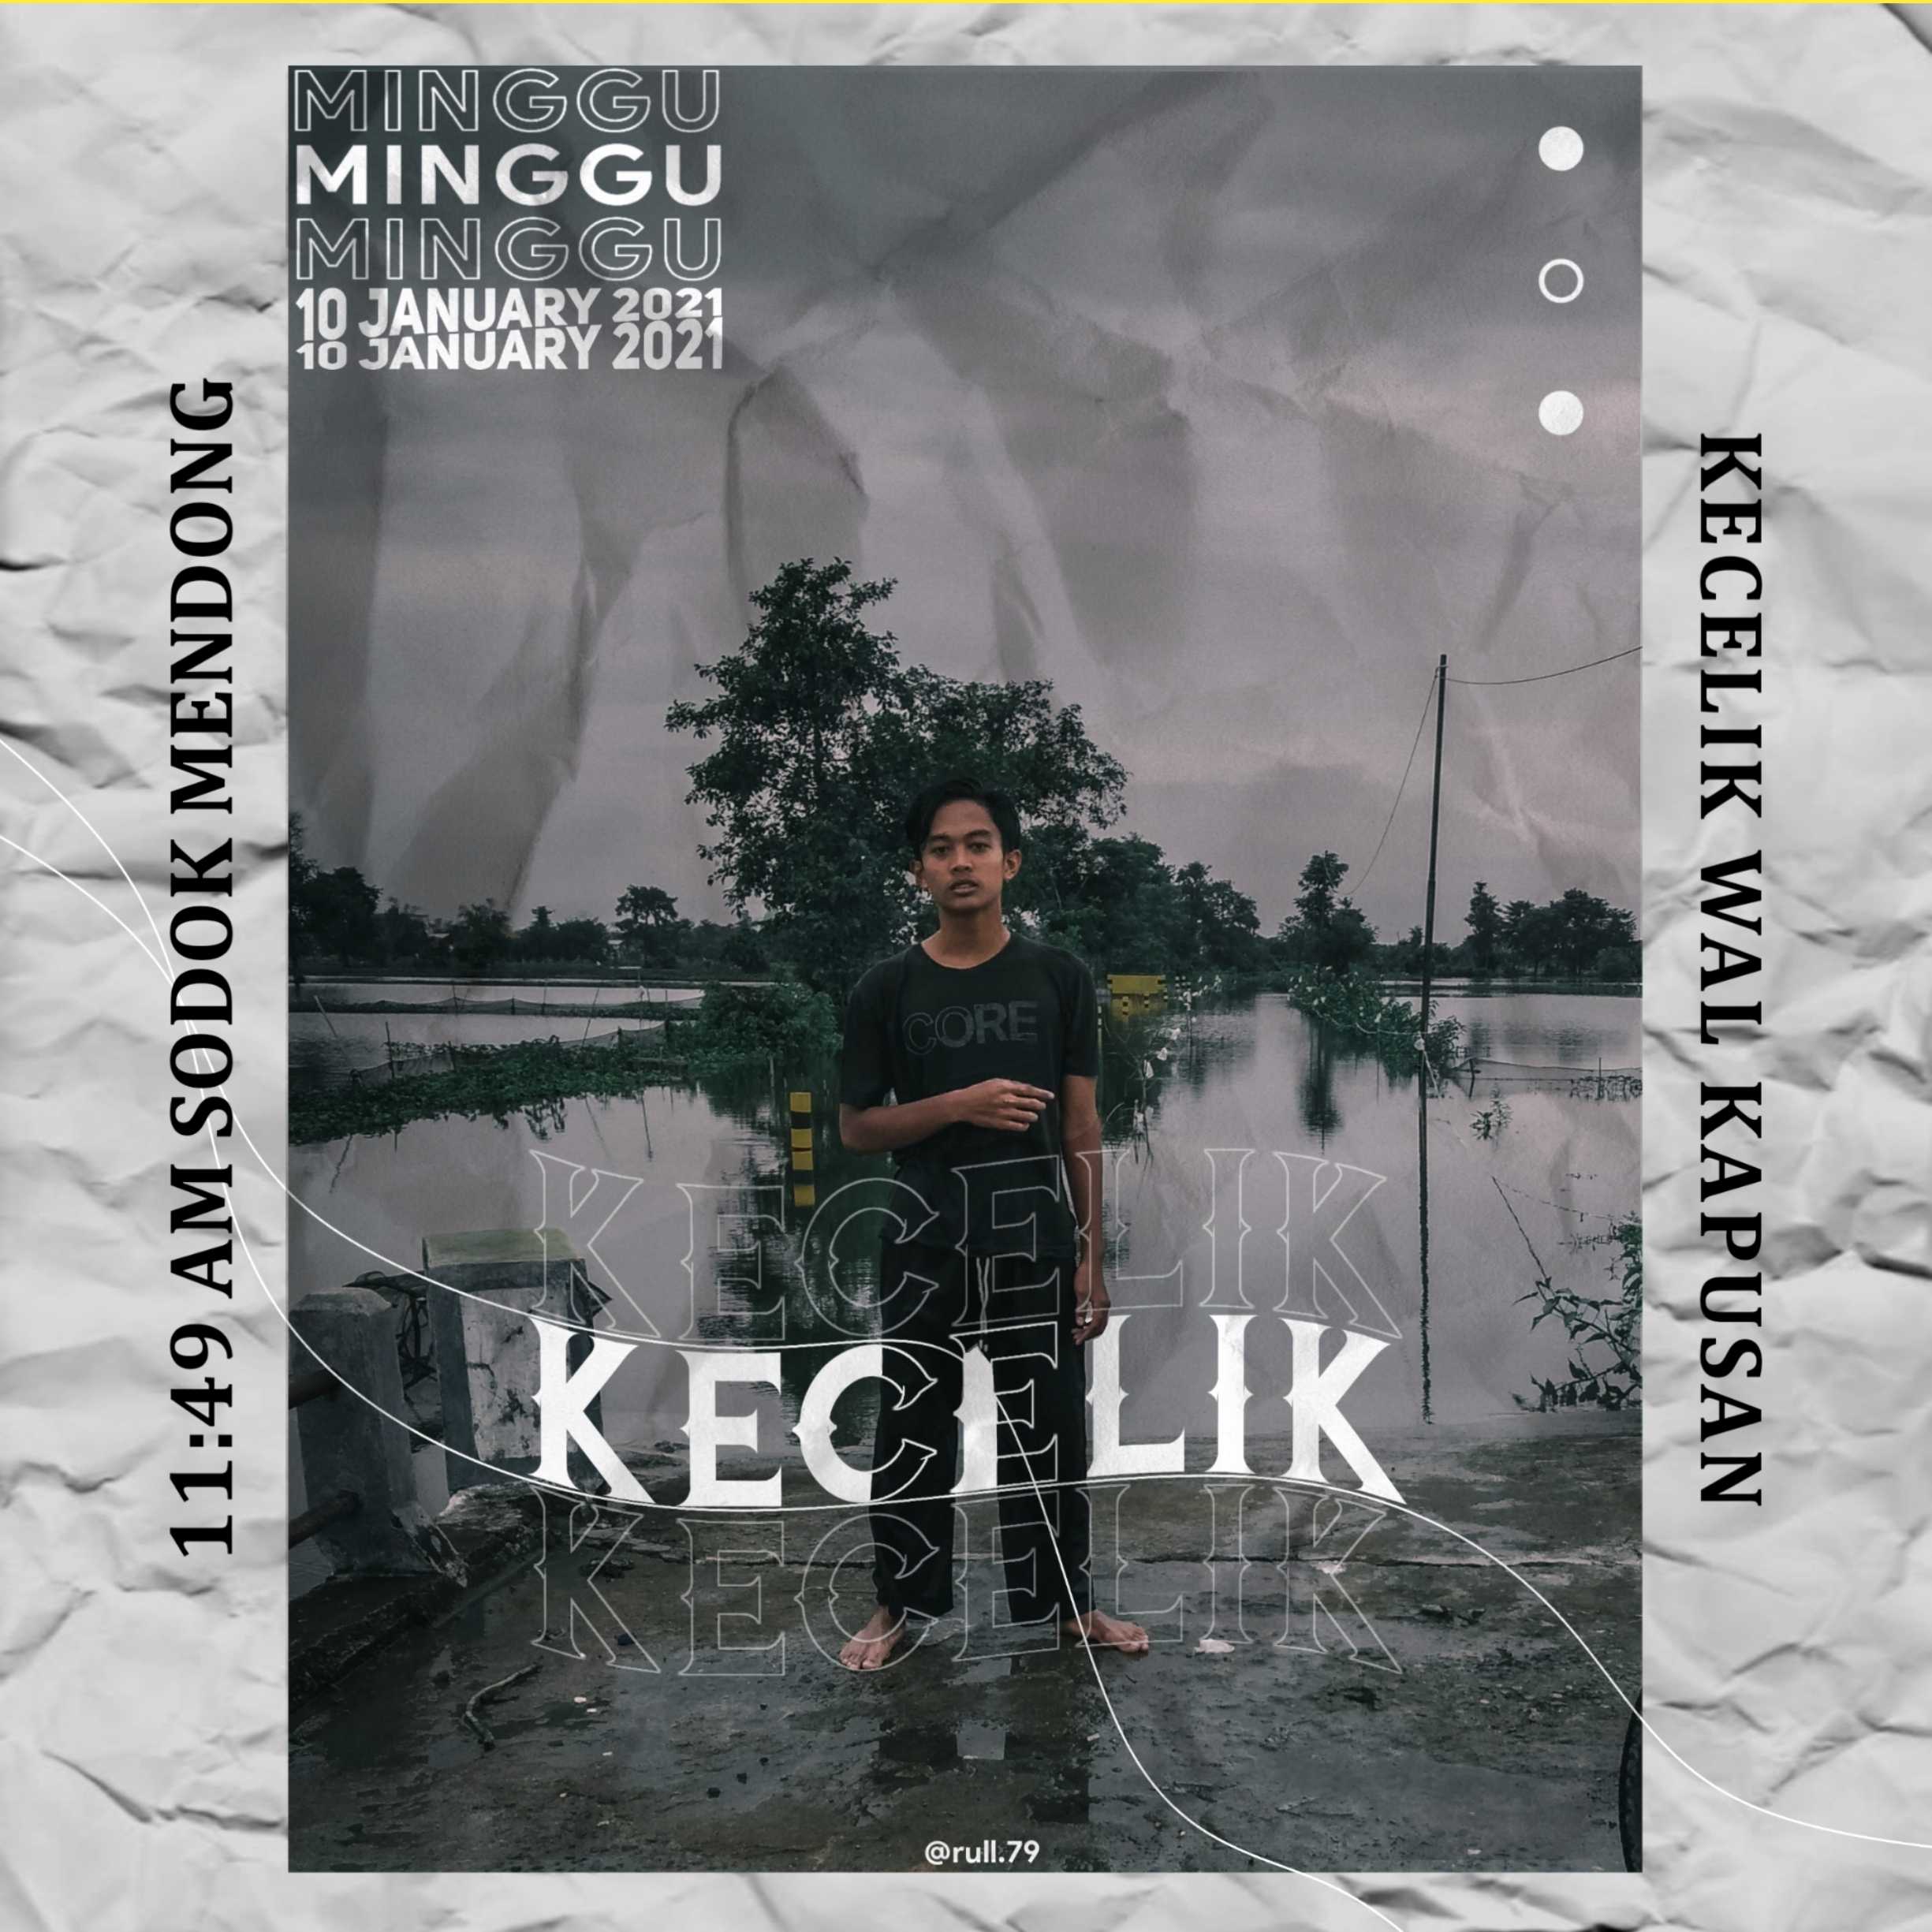 MINGGU
MINGGU
MINGGU
10 JANUARY 2021
10 JANUARY 2021
11:49 AM SODOK MENDONG
KECELIK WAL KAPUSAN
CORE
KECELIK
KECELIK
KECELIK
@rull.79